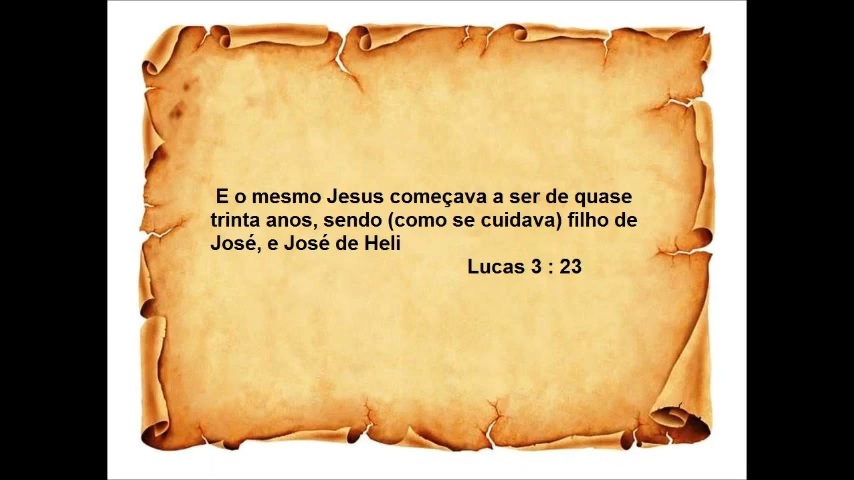 E o mesmo Jesus começava a ser de quase
trinta anos, sendo (como se cuidava) filho de
José, e José de Heli
Lucas 3 : 23